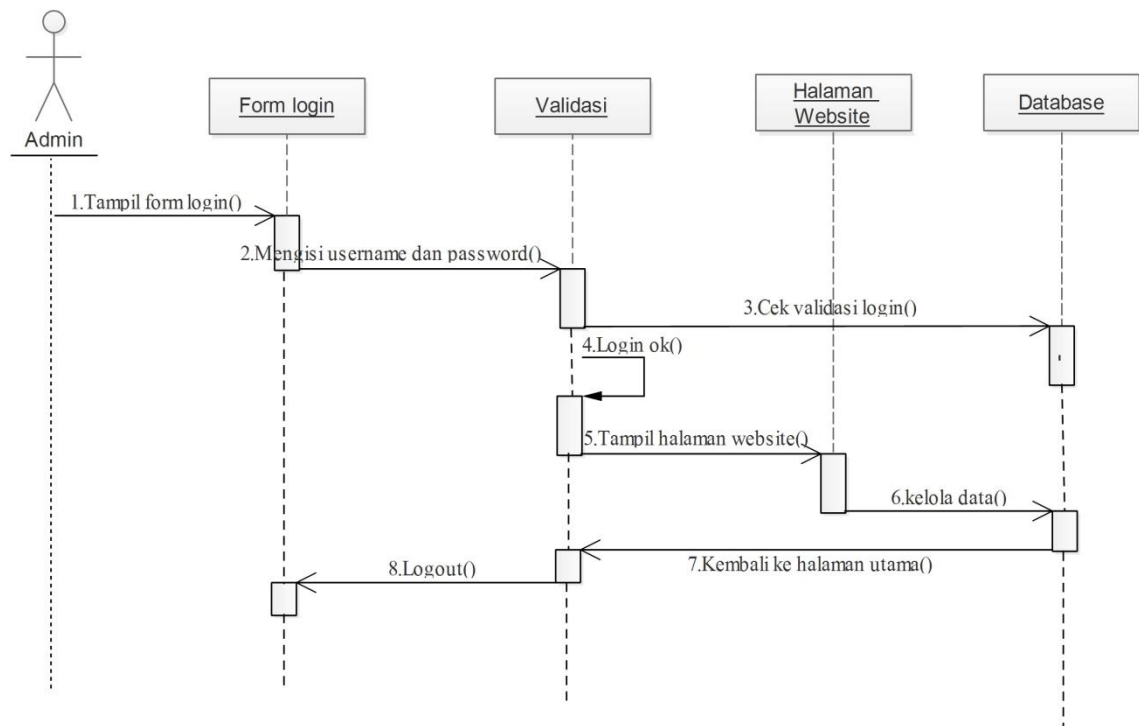 Admin
Form login
Validasi
Halaman
Website
Database
1.Tampil form login()
2.Mengisi username dan password()
3.Cek validasi login()
4.Login ok()
5.Tampil halaman website()
6.kelola data()
7.Kembali ke halaman utama()
8.Logout()